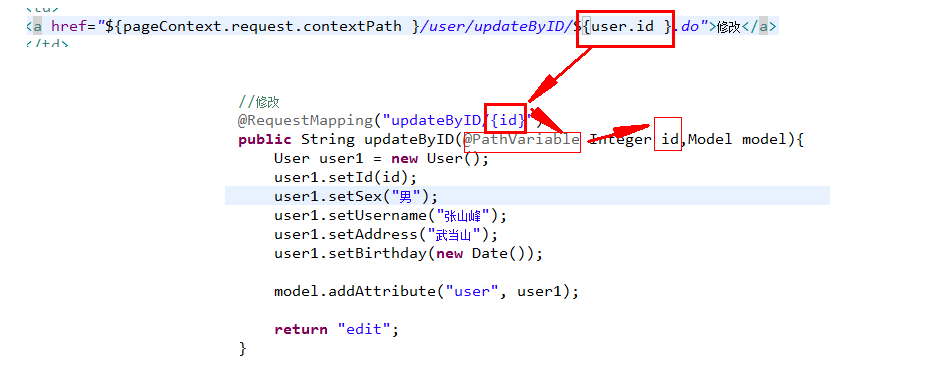 <td>
<a href="${pageContext.request.contextPath }/user/updateByID/${user.id }.do">修改</a>
</td>
//修改
@RequestMapping("updateByID/{id}")
public String updateByID(@PathVariable Integer id,Model model){
User user1 = new User();
user1.setId(id);
user1.setSex("男");
user1.setUsername("张山峰");
user1.setAddress("武当山");
user1.setBirthday(new Date());
model.addAttribute("user", user1);
return "edit";
}